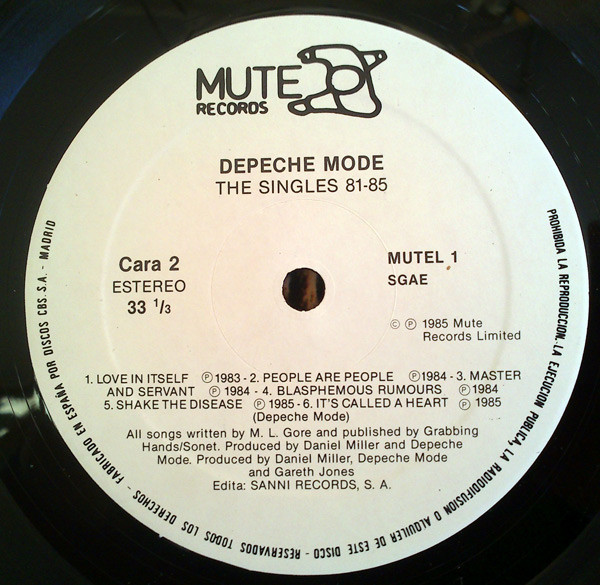 MUTE
RECORDS
DEPECHE MODE
THE SINGLES 81-85
Cara 2
ESTEREO
33 1/3
MUTEL 1
SGAE
© ℗ 1985 Mute
Records Limited
1. LOVE IN ITSELF ℗ 1983 - 2. PEOPLE ARE PEOPLE ℗ 1984 - 3. MASTER
AND SERVANT ℗ 1984 - 4. BLASPHEMOUS RUMOURS ℗ 1984
5. SHAKE THE DISEASE ℗ 1985 - 6. IT'S CALLED A HEART ℗ 1985
(Depeche Mode)
All songs written by M. L. Gore and published by Grabbing
Hands/Sonet. Produced by Daniel Miller and Depeche
Mode. Produced by Daniel Miller, Depeche Mode
and Gareth Jones
Edita: SANNI RECORDS, S. A.
PROHIBIDA LA REPRODUCCION, LA EJECUCION PUBLICA, LA RADIODIFUSION O ALQUILER DE ESTE DISCO - RESERVADOS TODOS LOS DERECHOS - FABRICADO EN ESPAÑA POR DISCOS CBS. S.A. - MADRID